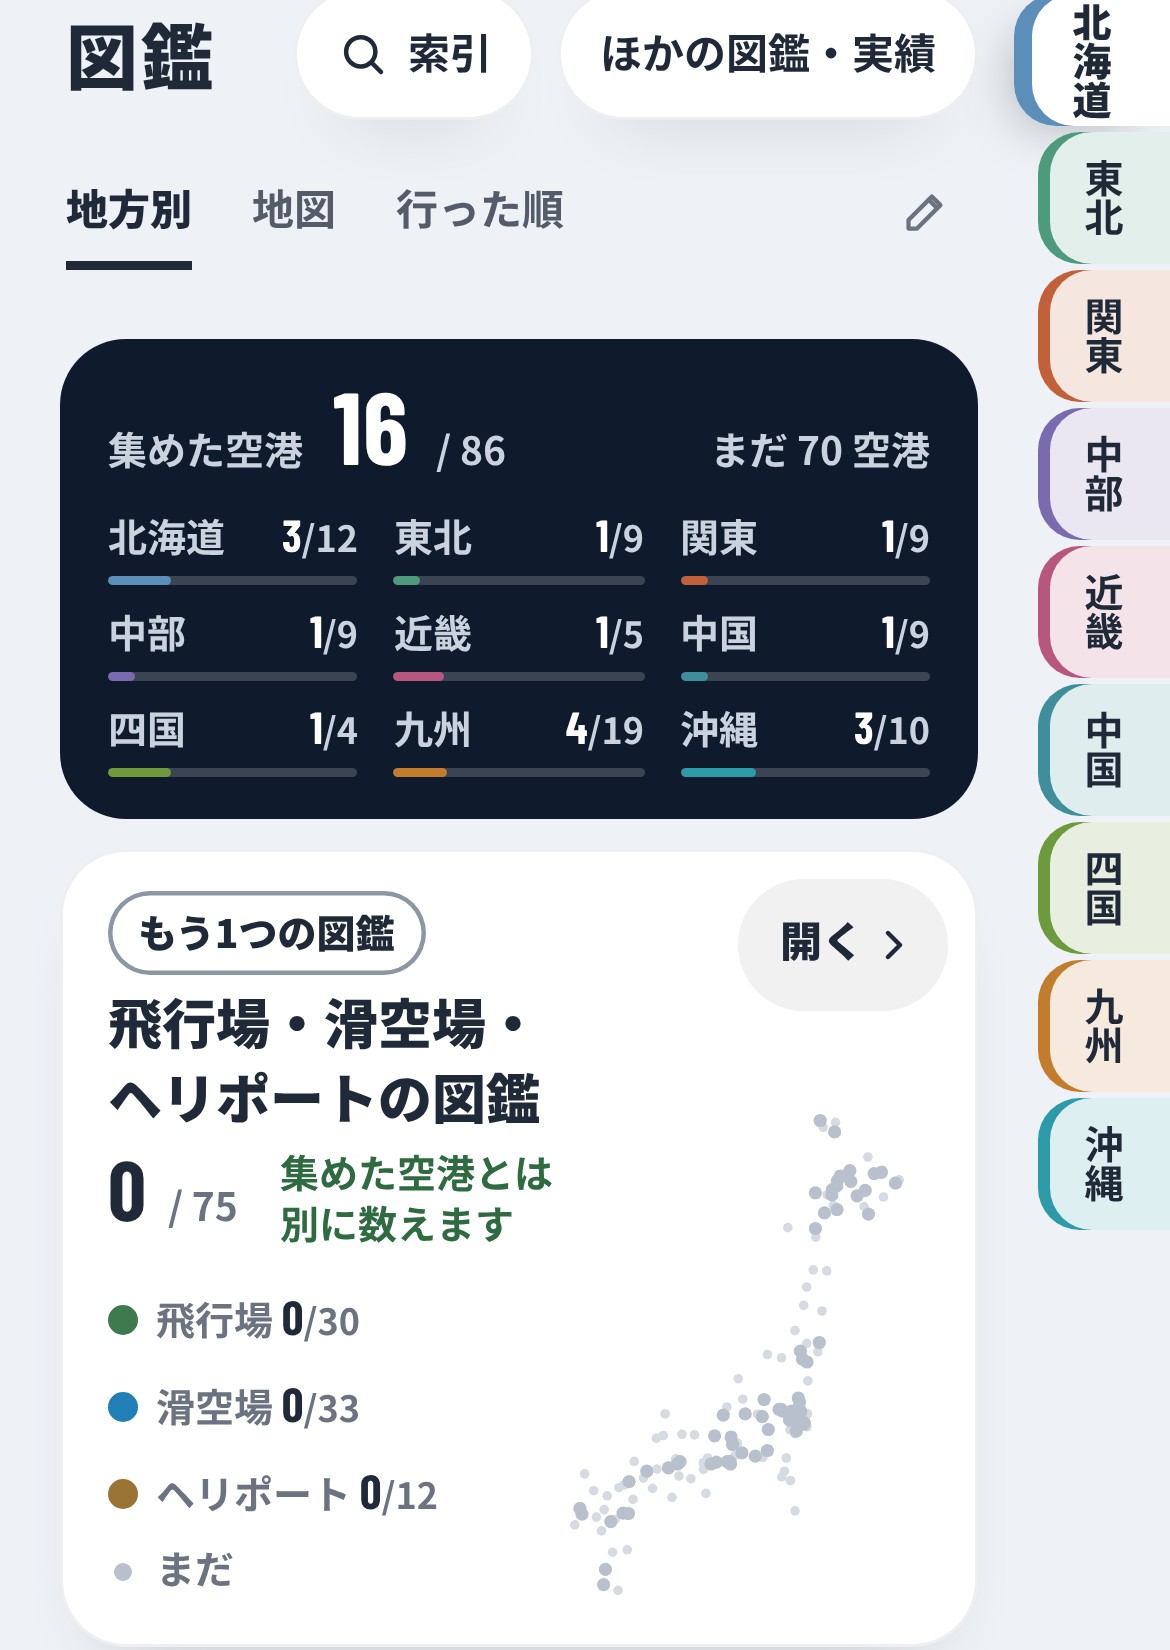 図鑑
索引
ほかの図鑑・実績
地方別
地図
行った順
集めた空港 16 / 86
まだ 70 空港
北海道 3/12
東北 1/9
関東 1/9
中部 1/9
近畿 1/5
中国 1/9
四国 1/4
九州 4/19
沖縄 3/10
もう1つの図鑑
開く
飛行場・滑空場・
ヘリポートの図鑑
0 / 75
集めた空港とは
別に数えます
飛行場 0/30
滑空場 0/33
ヘリポート 0/12
まだ
北海道
東北
関東
中部
近畿
中国
四国
九州
沖縄